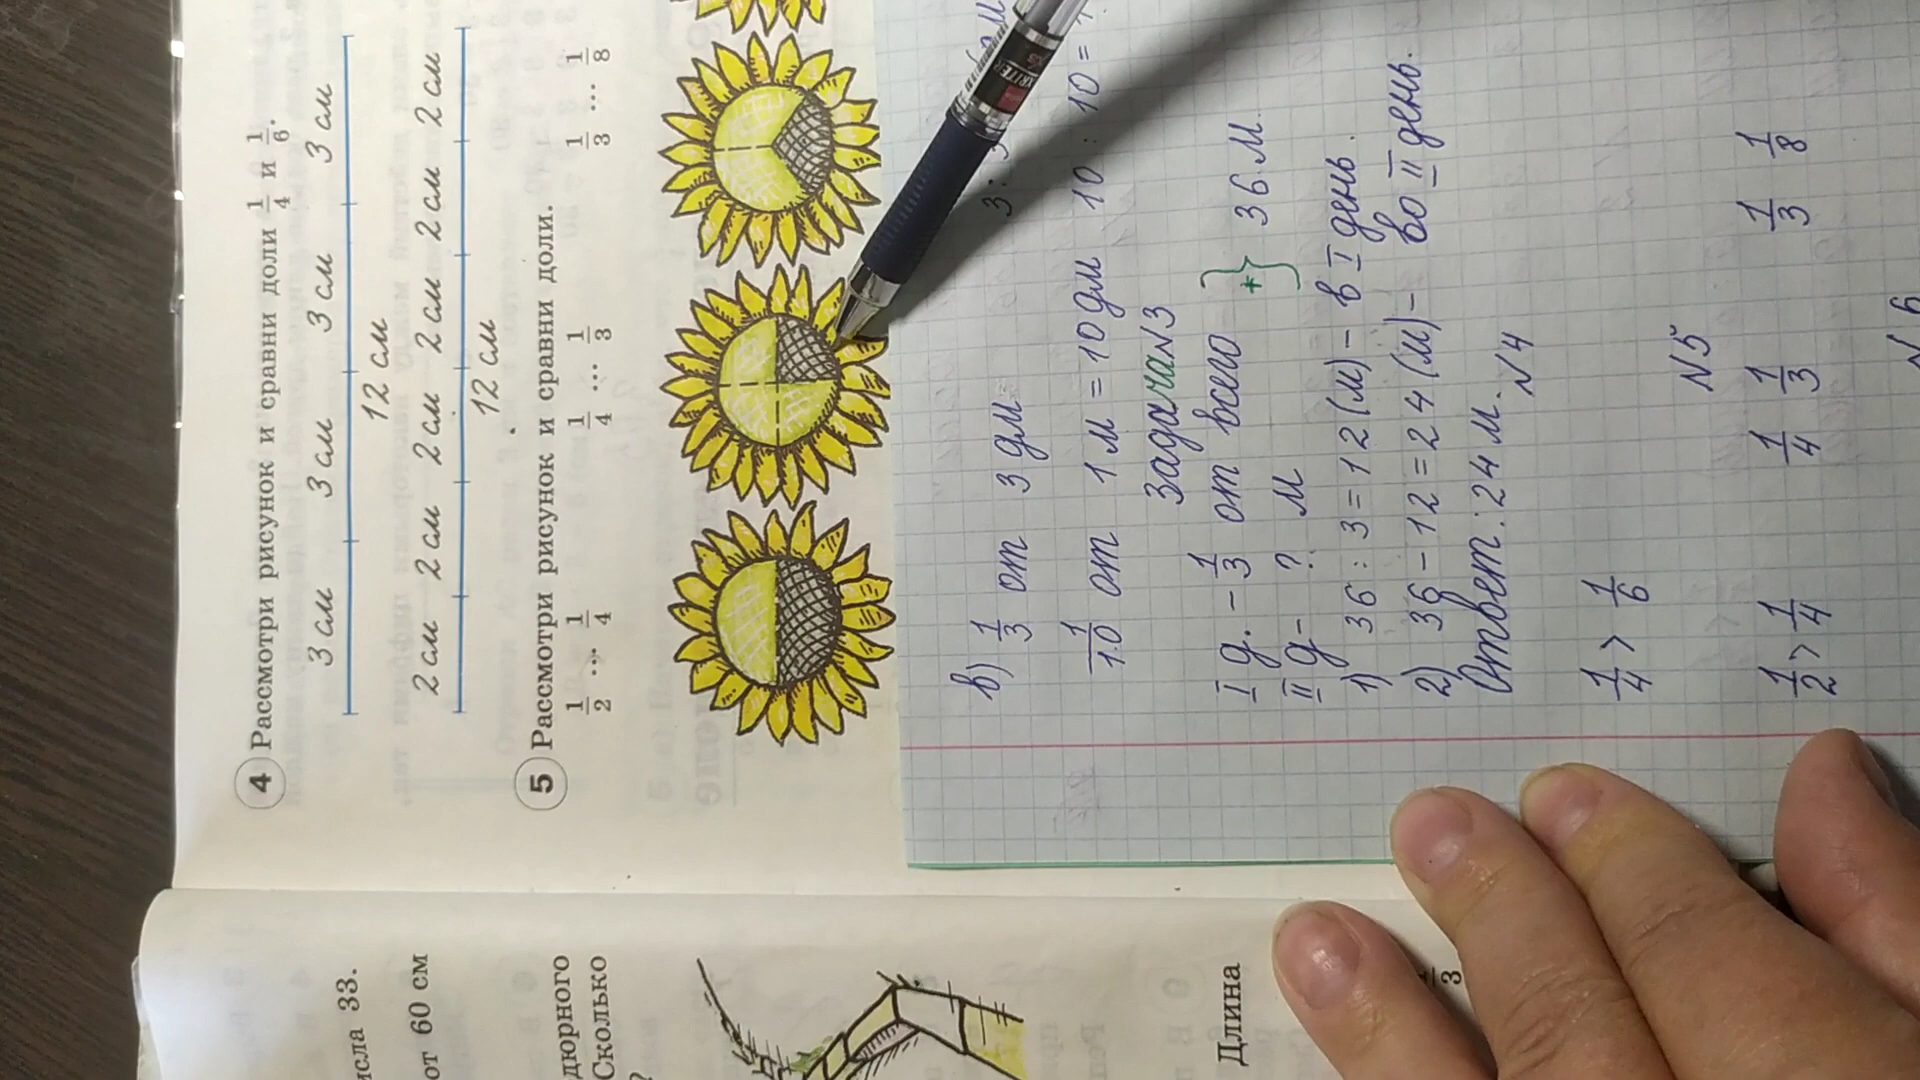 4 Рассмотри рисунок и сравни доли 1/4 и 1/6.
3 см 3 см 3 см 3 см
12 см
2 см 2 см 2 см 2 см 2 см 2 см
12 см
5 Рассмотри рисунок и сравни доли.
1/2 ... 1/4 1/4 ... 1/3 1/3 ... 1/8
в) 1/3 от 3 дм 3 : 3
1/10 от 1 м = 10 дм 10 : 10 =
задача N3
I д. - 1/3 от всего
II д - ? м
+ 36 м.
1) 36 : 3 = 12 (м) - в I день.
2) 36 - 12 = 24 (м) - во II день.
Ответ: 24 м.
N4
1/4 > 1/6
N5
1/2 > 1/4 1/4 1/3 1/3 1/8
N 6
33.
от 60 см
дюрного
Сколько
?
Длина